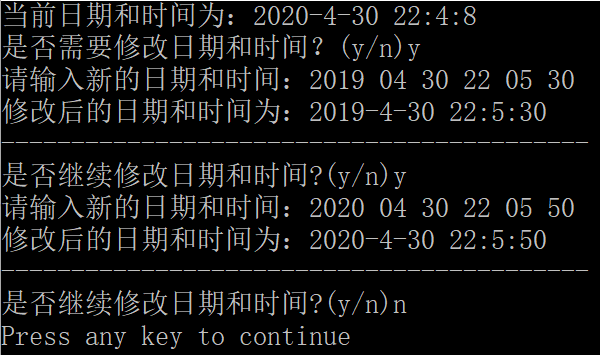 当前日期和时间为：2020-4-30 22:4:8
是否需要修改日期和时间？(y/n)y
请输入新的日期和时间：2019 04 30 22 05 30
修改后的日期和时间为：2019-4-30 22:5:30
------------------------------------------
是否继续修改日期和时间?(y/n)y
请输入新的日期和时间：2020 04 30 22 05 50
修改后的日期和时间为：2020-4-30 22:5:50
------------------------------------------
是否继续修改日期和时间?(y/n)n
Press any key to continue